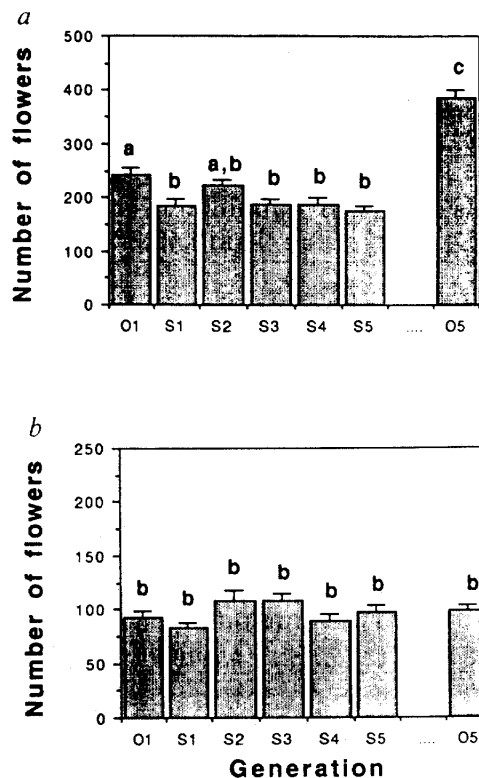 a
Number of flowers
500
400
300
200
100
0
a
b
a,b
b
b
b
c
O1 S1 S2 S3 S4 S5 .... O5
b
Number of flowers
250
200
150
100
50
0
b
b
b
b
b
b
b
O1 S1 S2 S3 S4 S5 .... O5
Generation